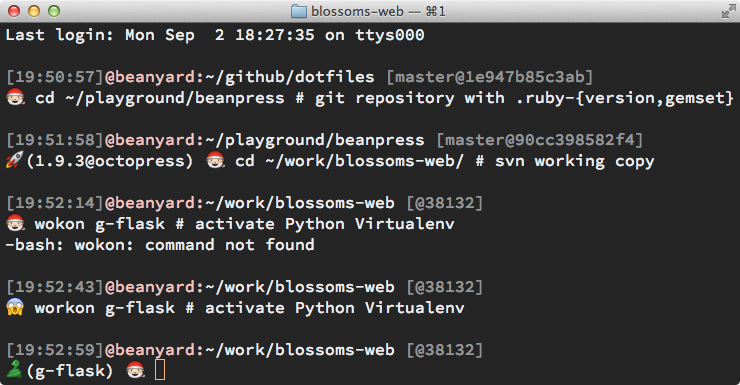 blossoms-web — ⌘1
Last login: Mon Sep  2 18:27:35 on ttys000
[19:50:57]@beanyard:~/github/dotfiles [master@1e947b85c3ab]
🎅 cd ~/playground/beanpress # git repository with .ruby-{version,gemset}
[19:51:58]@beanyard:~/playground/beanpress [master@90cc398582f4]
🚀(1.9.3@octopress) 🎅 cd ~/work/blossoms-web/ # svn working copy
[19:52:14]@beanyard:~/work/blossoms-web [@38132]
🎅 wokon g-flask # activate Python Virtualenv
-bash: wokon: command not found
[19:52:43]@beanyard:~/work/blossoms-web [@38132]
😱 workon g-flask # activate Python Virtualenv
[19:52:59]@beanyard:~/work/blossoms-web [@38132]
🐍(g-flask) 🎅